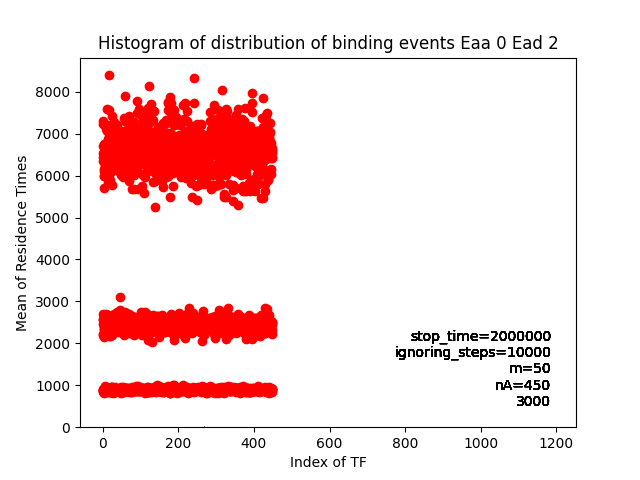 Histogram of distribution of binding events Eaa 0 Ead 2
8000
7000
6000
5000
4000
3000
2000
1000
0
Mean of Residence Times
stop_time=2000000
ignoring_steps=10000
m=50
nA=450
3000
0 200 400 600 800 1000 1200
Index of TF